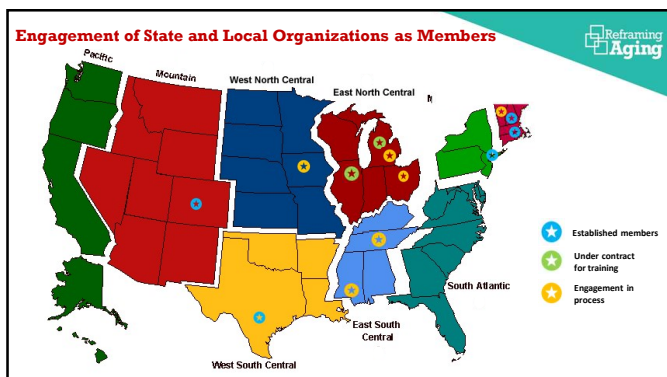 Engagement of State and Local Organizations as Members
Reframing
Aging
Pacific
Mountain
West North Central
East North Central
South Atlantic
East South
Central
West South Central
Established members
Under contract
for training
Engagement in
process